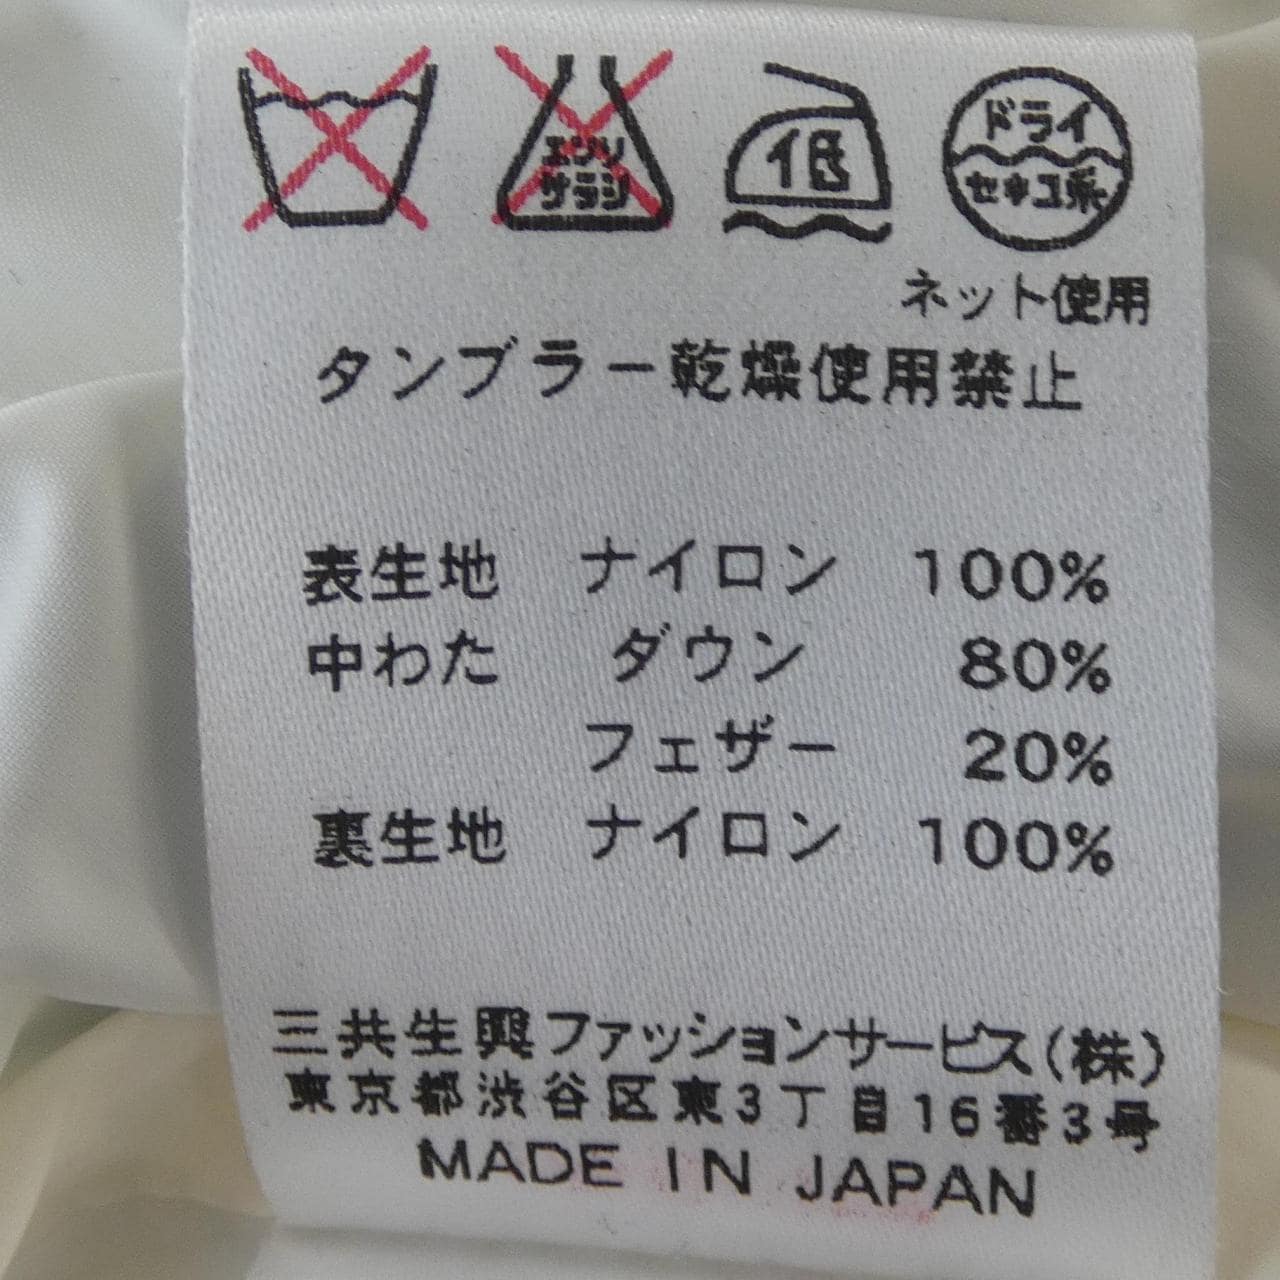 エンソ
サラシ
低
ドライ
セキユ系
ネット使用
タンブラー乾燥使用禁止
表生地 ナイロン 100%
中わた ダウン 80%
フェザー 20%
裏生地 ナイロン 100%
三共生興ファッションサービス(株)
東京都渋谷区東3丁目16番3号
MADE IN JAPAN